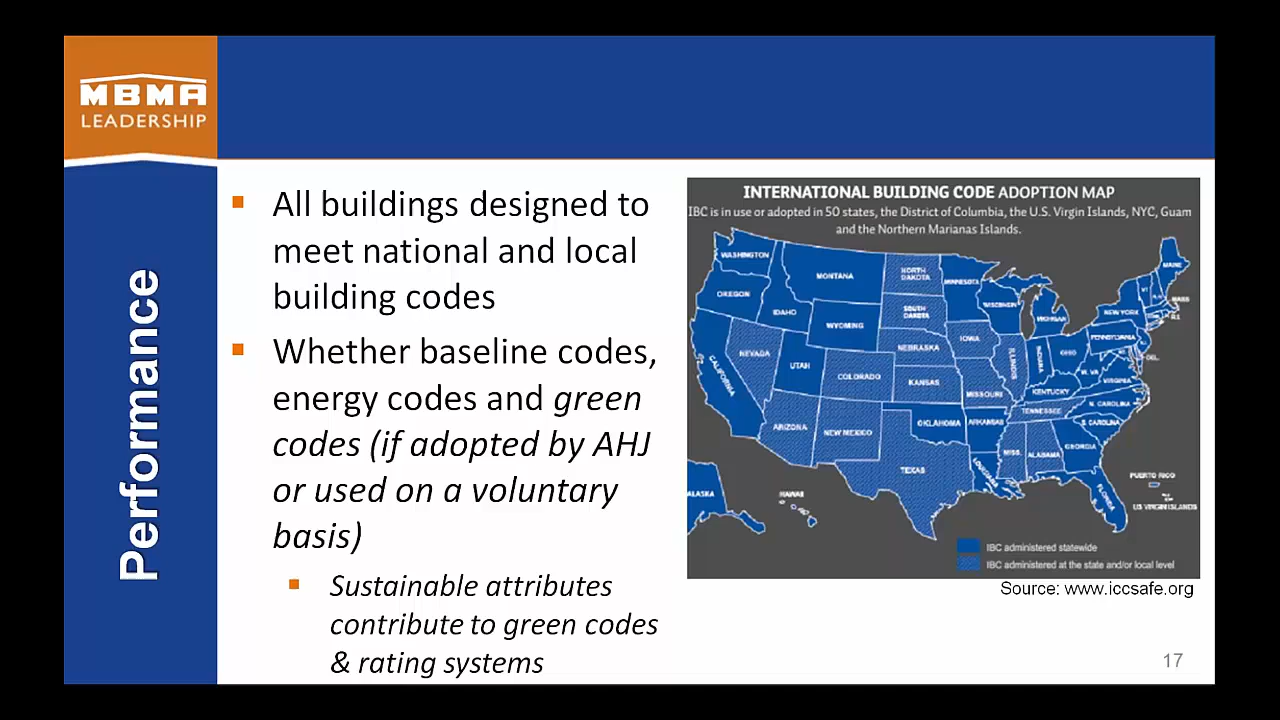 MBMA
LEADERSHIP
Performance
All buildings designed to
meet national and local
building codes
Whether baseline codes,
energy codes and green
codes (if adopted by AHJ
or used on a voluntary
basis)
Sustainable attributes
contribute to green codes
& rating systems
INTERNATIONAL BUILDING CODE ADOPTION MAP
IBC is in use or adopted in 50 states, the District of Columbia, the U.S. Virgin Islands, NYC, Guam
and the Northern Marianas Islands.
WASHINGTON
MONTANA
NORTH
DAKOTA
MINNESOTA
MAINE
OREGON
IDAHO
WYOMING
SOUTH
DAKOTA
WISCONSIN
MICHIGAN
NEW YORK
VT
MASS
R.I.
NEVADA
UTAH
COLORADO
NEBRASKA
IOWA
ILLINOIS
INDIANA
OHIO
PENNSYLVANIA
DEL.
CALIFORNIA
KANSAS
MISSOURI
KENTUCKY
W. VA
VIRGINIA
ARIZONA
NEW MEXICO
OKLAHOMA
ARKANSAS
TENNESSEE
N. CAROLINA
S. CAROLINA
TEXAS
LOUISIANA
MISS.
ALABAMA
GEORGIA
FLORIDA
ALASKA
HAWAII
PUERTO RICO
US VIRGIN ISLANDS
IBC administered statewide
IBC administered at the state and/or local level
Source: www.iccsafe.org
17